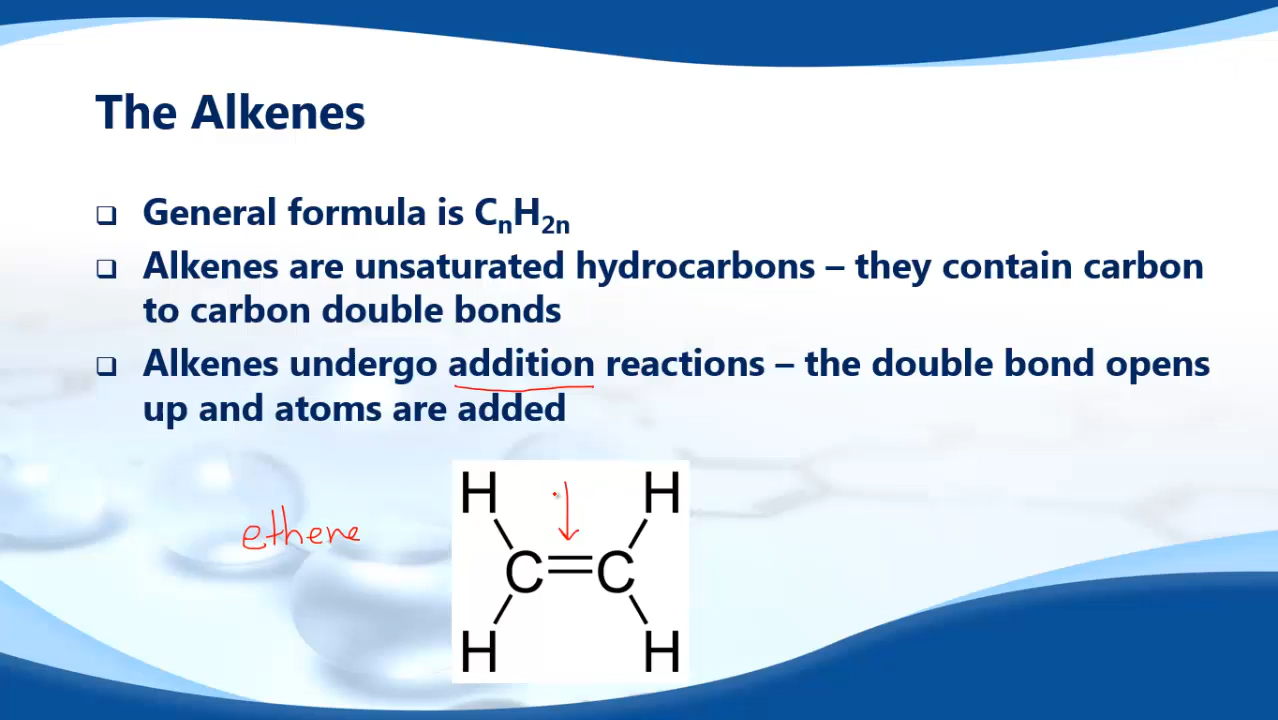 The Alkenes
❑ General formula is CₙH₂ₙ
❑ Alkenes are unsaturated hydrocarbons – they contain carbon
to carbon double bonds
❑ Alkenes undergo addition reactions – the double bond opens
up and atoms are added
ethene
H H
C=C
H H